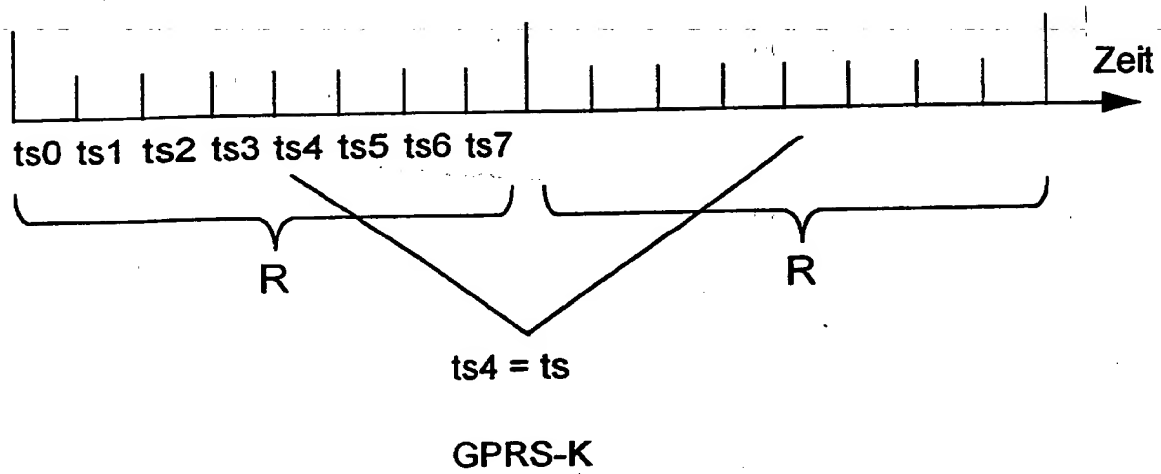 Zeit
ts0 ts1 ts2 ts3 ts4 ts5 ts6 ts7
R R
ts4 = ts
GPRS-K